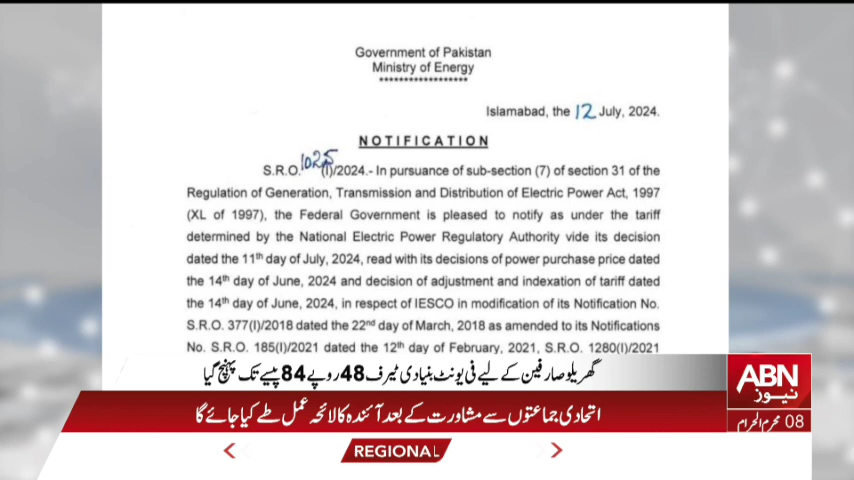 Government of Pakistan
Ministry of Energy
******************
Islamabad, the 12 July, 2024.
NOTIFICATION
S.R.O. 1025(I)/2024.- In pursuance of sub-section (7) of section 31 of the
Regulation of Generation, Transmission and Distribution of Electric Power Act, 1997
(XL of 1997), the Federal Government is pleased to notify as under the tariff
determined by the National Electric Power Regulatory Authority vide its decision
dated the 11th day of July, 2024, read with its decisions of power purchase price dated
the 14th day of June, 2024 and decision of adjustment and indexation of tariff dated
the 14th day of June, 2024, in respect of IESCO in modification of its Notification No.
S.R.O. 377(I)/2018 dated the 22nd day of March, 2018 as amended to its Notifications
No. S.R.O. 185(I)/2021 dated the 12th day of February, 2021, S.R.O. 1280(I)/2021
گھریلو صارفین کے لیے فی یونٹ بنیادی ٹیرف 48 روپے 84 پیسے تک پہنچ گیا
ABN
نیوز
اتحادی جماعتوں سے مشاورت کے بعد آئندہ کا لائحہ عمل طے کیا جائے گا
08 محرم الحرام
REGIONAL